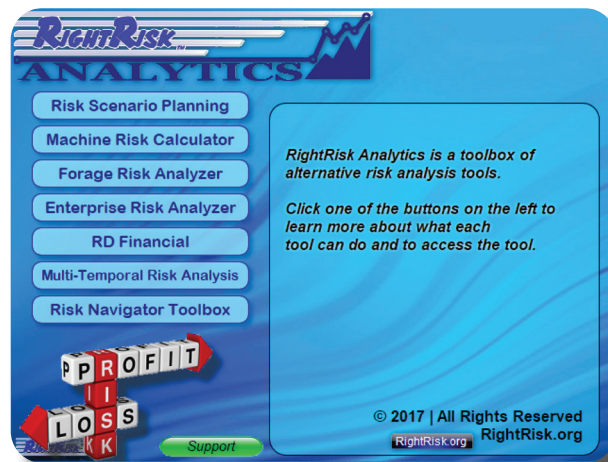 RightRisk™
ANALYTICS
Risk Scenario Planning
Machine Risk Calculator
Forage Risk Analyzer
Enterprise Risk Analyzer
RD Financial
Multi-Temporal Risk Analysis
Risk Navigator Toolbox
RightRisk Analytics is a toolbox of
alternative risk analysis tools.
Click one of the buttons on the left to
learn more about what each
tool can do and to access the tool.
PROFIT
RISK
LOSS
Support
© 2017 | All Rights Reserved
RightRisk.org RightRisk.org